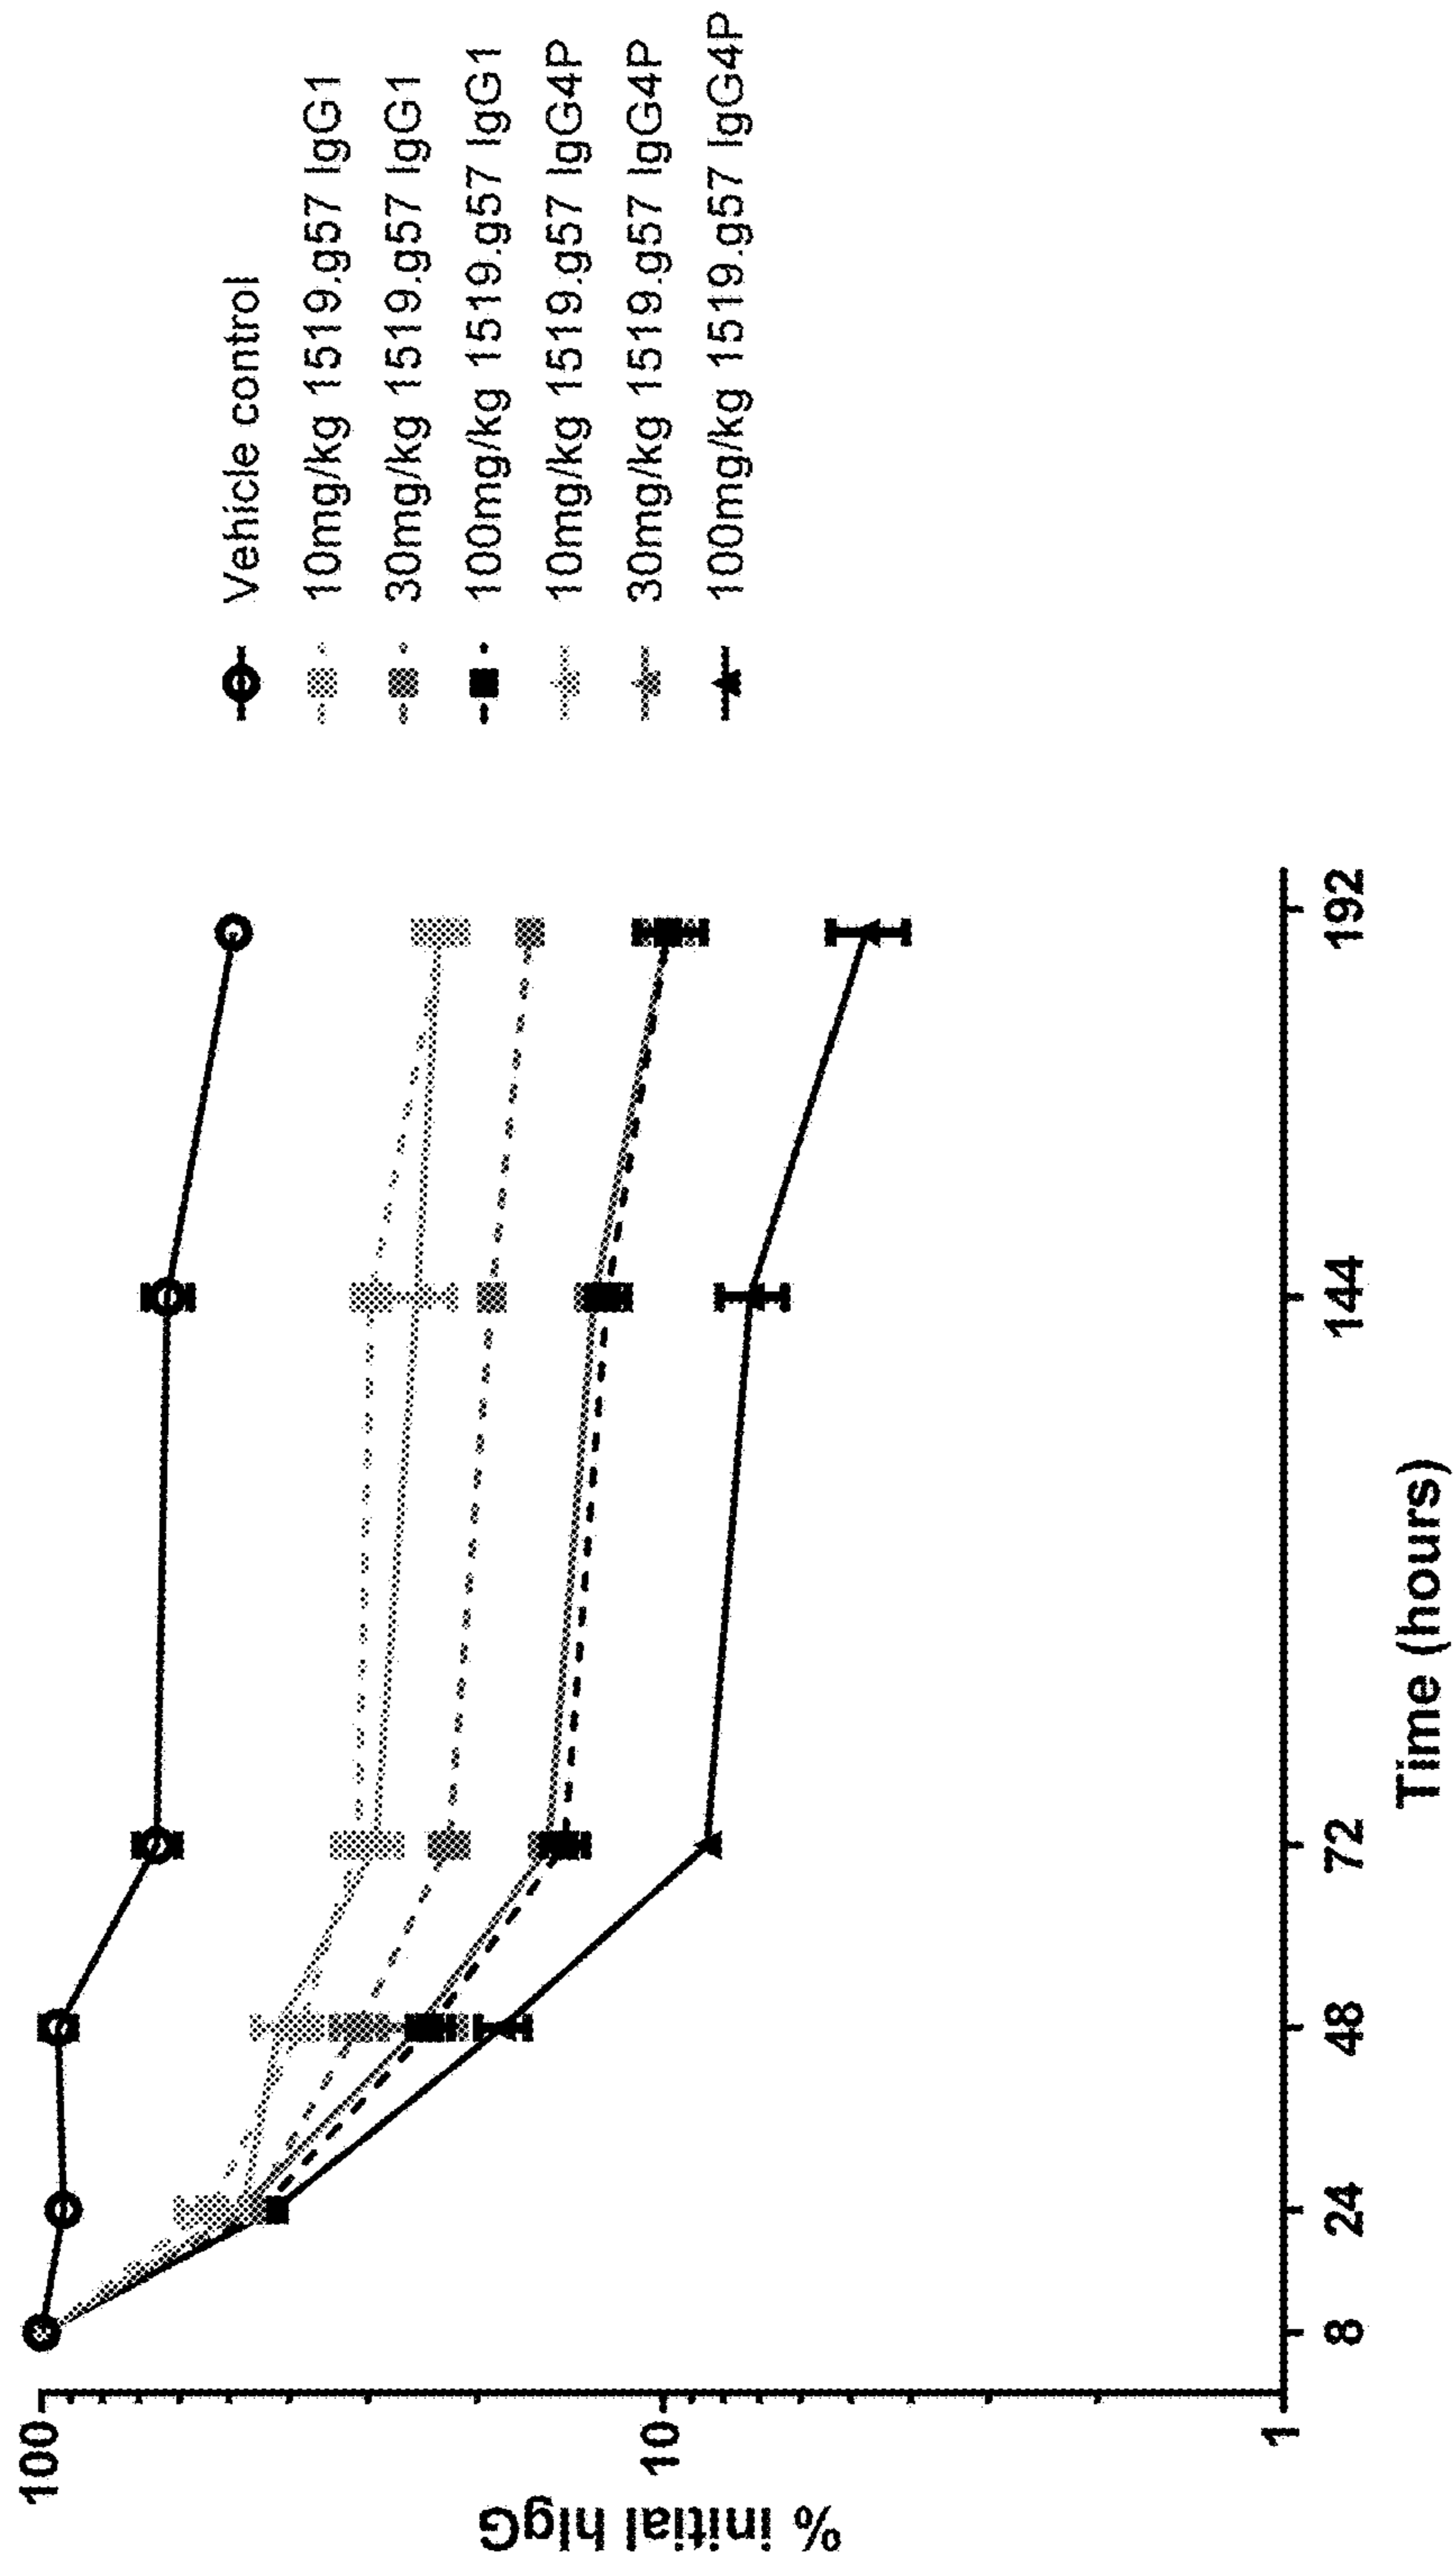 % initial hIgG
100
10
1
8
24
48
72
144
192
Time (hours)
Vehicle control
10mg/kg 1519.g57 IgG1
30mg/kg 1519.g57 IgG1
100mg/kg 1519.g57 IgG1
10mg/kg 1519.g57 IgG4P
30mg/kg 1519.g57 IgG4P
100mg/kg 1519.g57 IgG4P